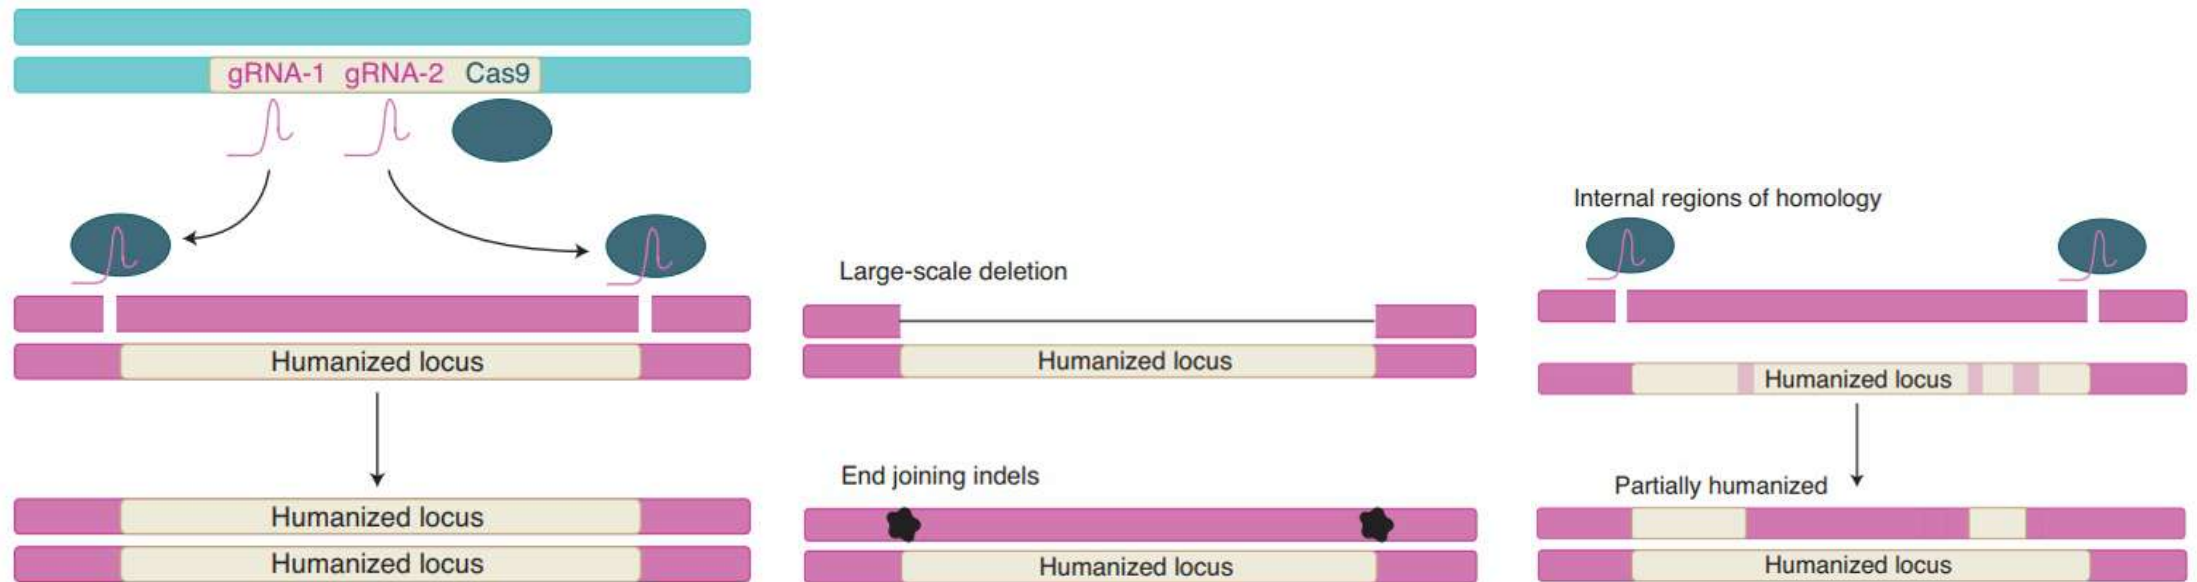 gRNA-1 gRNA-2 Cas9
Humanized locus
Humanized locus
Humanized locus
Large-scale deletion
Humanized locus
End joining indels
Humanized locus
Internal regions of homology
Humanized locus
Partially humanized
Humanized locus